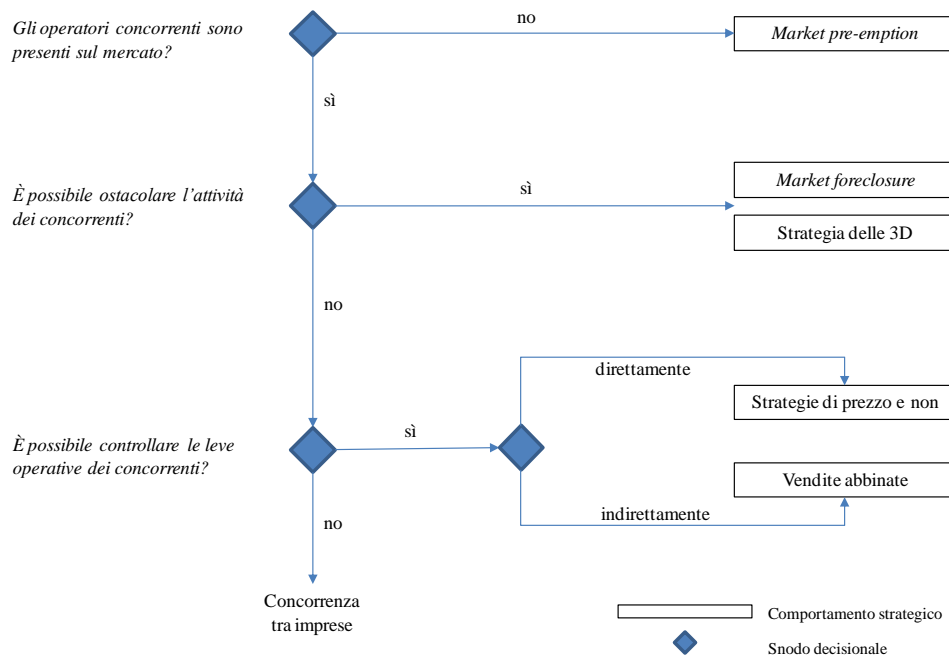 Gli operatori concorrenti sono
presenti sul mercato?
no
Market pre-emption
sì
È possibile ostacolare l'attività
dei concorrenti?
sì
Market foreclosure
Strategia delle 3D
no
direttamente
Strategie di prezzo e non
È possibile controllare le leve
operative dei concorrenti?
sì
Vendite abbinate
indirettamente
no
Concorrenza
tra imprese
Comportamento strategico
Snodo decisionale